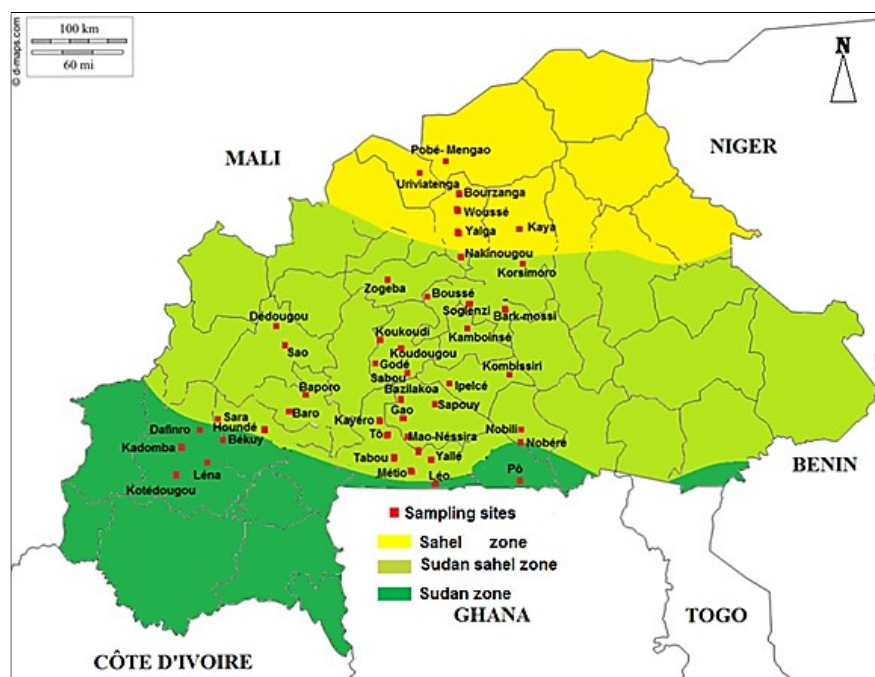 100 km
60 mi
© d-maps.com
N
MALI
NIGER
Pobé- Mengao
Uriviatenga
Bourzanga
Woussé
Yalga
Kaya
Nakinougou
Korsimoro
Zogeba
Boussé
Soglenzi
Bark-mossi
Dédougou
Kamboinsé
Koukoudi
Sao
Koudougou
Godé
Sabou
Kombissiri
Ipelcé
Baporo
Bazilakoa
Sapouy
Baro
Gao
Kayéro
Sara
Houndé
Dafinro
Békuy
Tô
Mao-Néssira
Nobili
Nobéré
Kadomba
Léna
Kotédougou
Tabou
Yallé
Métio
Léo
Pô
BENIN
Sampling sites
Sahel zone
Sudan sahel zone
Sudan zone
GHANA
TOGO
CÔTE D'IVOIRE